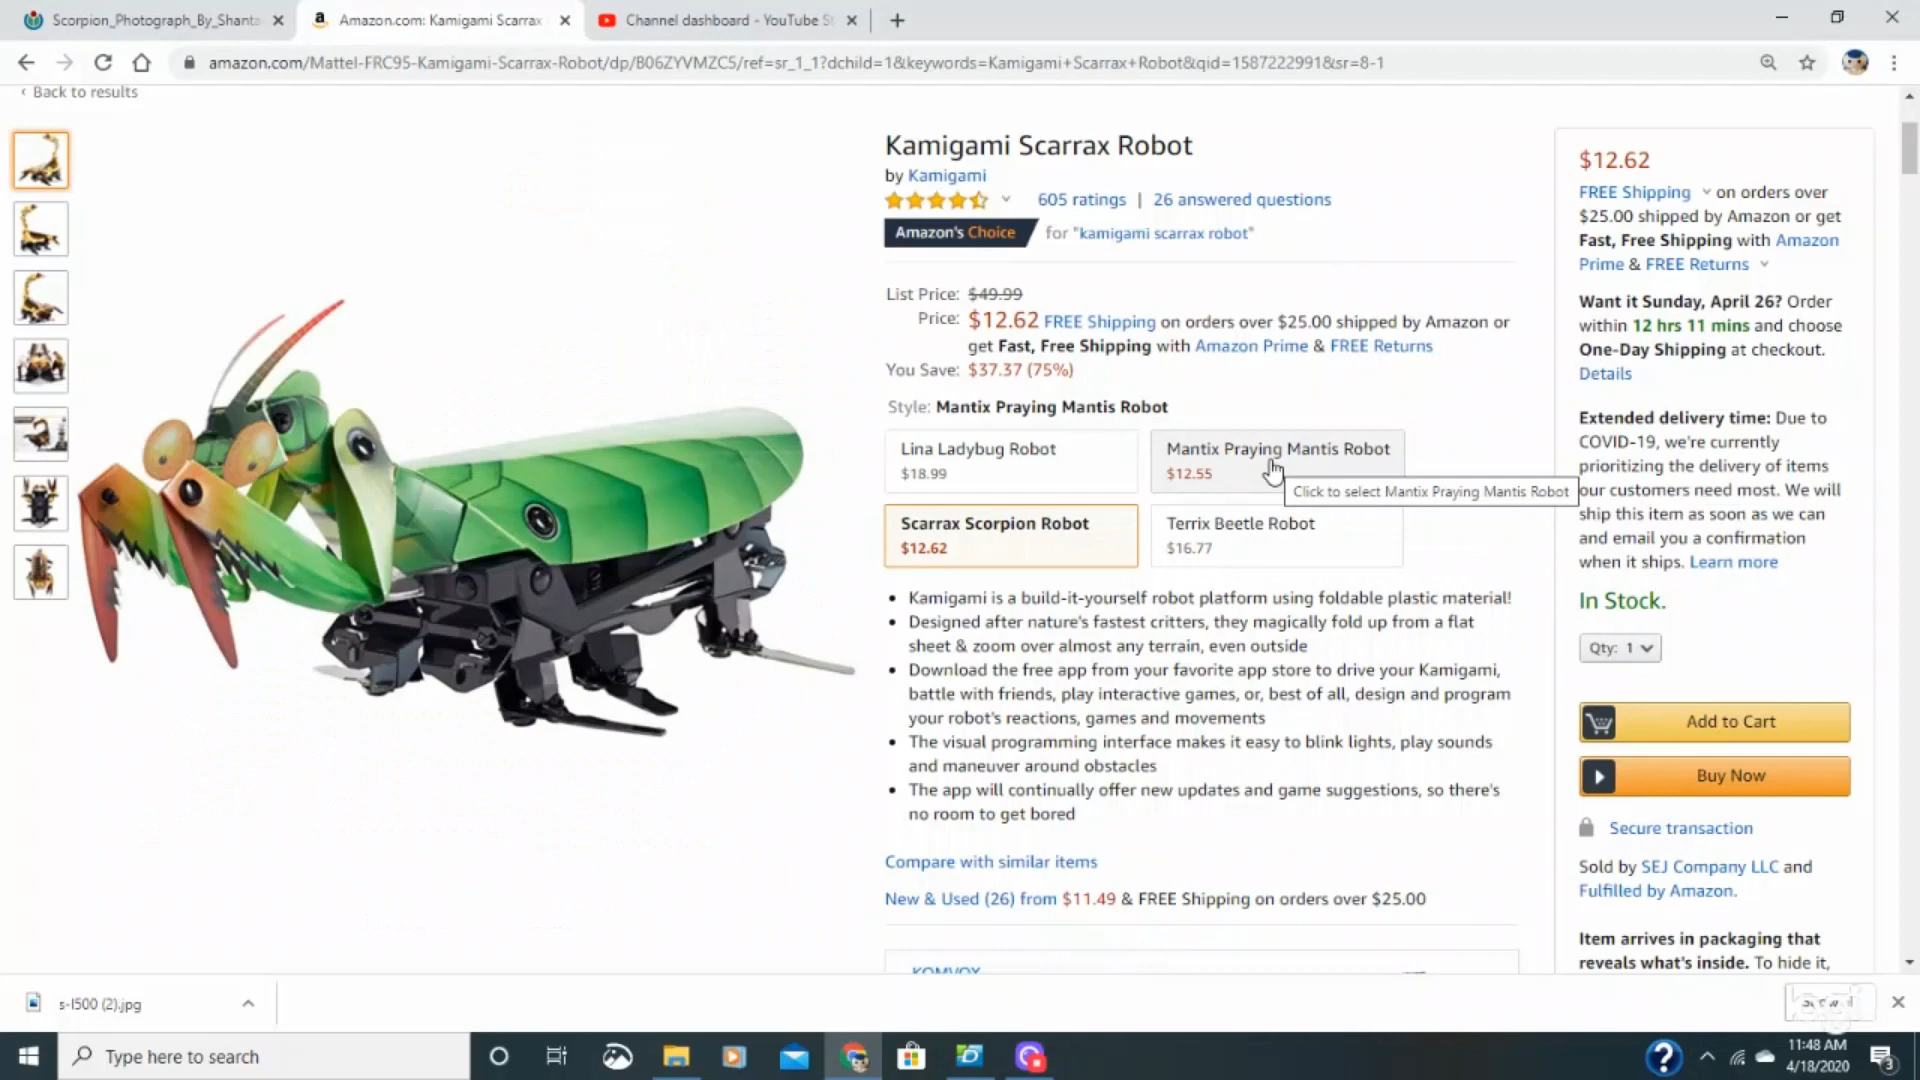 Scorpion_Photograph_By_Shanta
Amazon.com: Kamigami Scarrax
Channel dashboard - YouTube St
amazon.com/Mattel-FRC95-Kamigami-Scarrax-Robot/dp/B06ZYVMZC5/ref=sr_1_1?dchild=1&keywords=Kamigami+Scarrax+Robot&qid=1587222991&sr=8-1
‹ Back to results
Kamigami Scarrax Robot
by Kamigami
605 ratings | 26 answered questions
Amazon's Choice for "kamigami scarrax robot"
List Price: $49.99
Price: $12.62 FREE Shipping on orders over $25.00 shipped by Amazon or
get Fast, Free Shipping with Amazon Prime & FREE Returns
You Save: $37.37 (75%)
Style: Mantix Praying Mantis Robot
Lina Ladybug Robot
$18.99
Mantix Praying Mantis Robot
$12.55
Click to select Mantix Praying Mantis Robot
Scarrax Scorpion Robot
$12.62
Terrix Beetle Robot
$16.77
• Kamigami is a build-it-yourself robot platform using foldable plastic material!
• Designed after nature's fastest critters, they magically fold up from a flat
sheet & zoom over almost any terrain, even outside
• Download the free app from your favorite app store to drive your Kamigami,
battle with friends, play interactive games, or, best of all, design and program
your robot's reactions, games and movements
• The visual programming interface makes it easy to blink lights, play sounds
and maneuver around obstacles
• The app will continually offer new updates and game suggestions, so there's
no room to get bored
Compare with similar items
New & Used (26) from $11.49 & FREE Shipping on orders over $25.00
KOMVOX
$12.62
FREE Shipping on orders over
$25.00 shipped by Amazon or get
Fast, Free Shipping with Amazon
Prime & FREE Returns
Want it Sunday, April 26? Order
within 12 hrs 11 mins and choose
One-Day Shipping at checkout.
Details
Extended delivery time: Due to
COVID-19, we're currently
prioritizing the delivery of items
our customers need most. We will
ship this item as soon as we can
and email you a confirmation
when it ships. Learn more
In Stock.
Qty: 1
Add to Cart
Buy Now
Secure transaction
Sold by SEJ Company LLC and
Fulfilled by Amazon.
Item arrives in packaging that
reveals what's inside. To hide it,
s-l500 (2).jpg
Type here to search
11:48 AM
4/18/2020
3